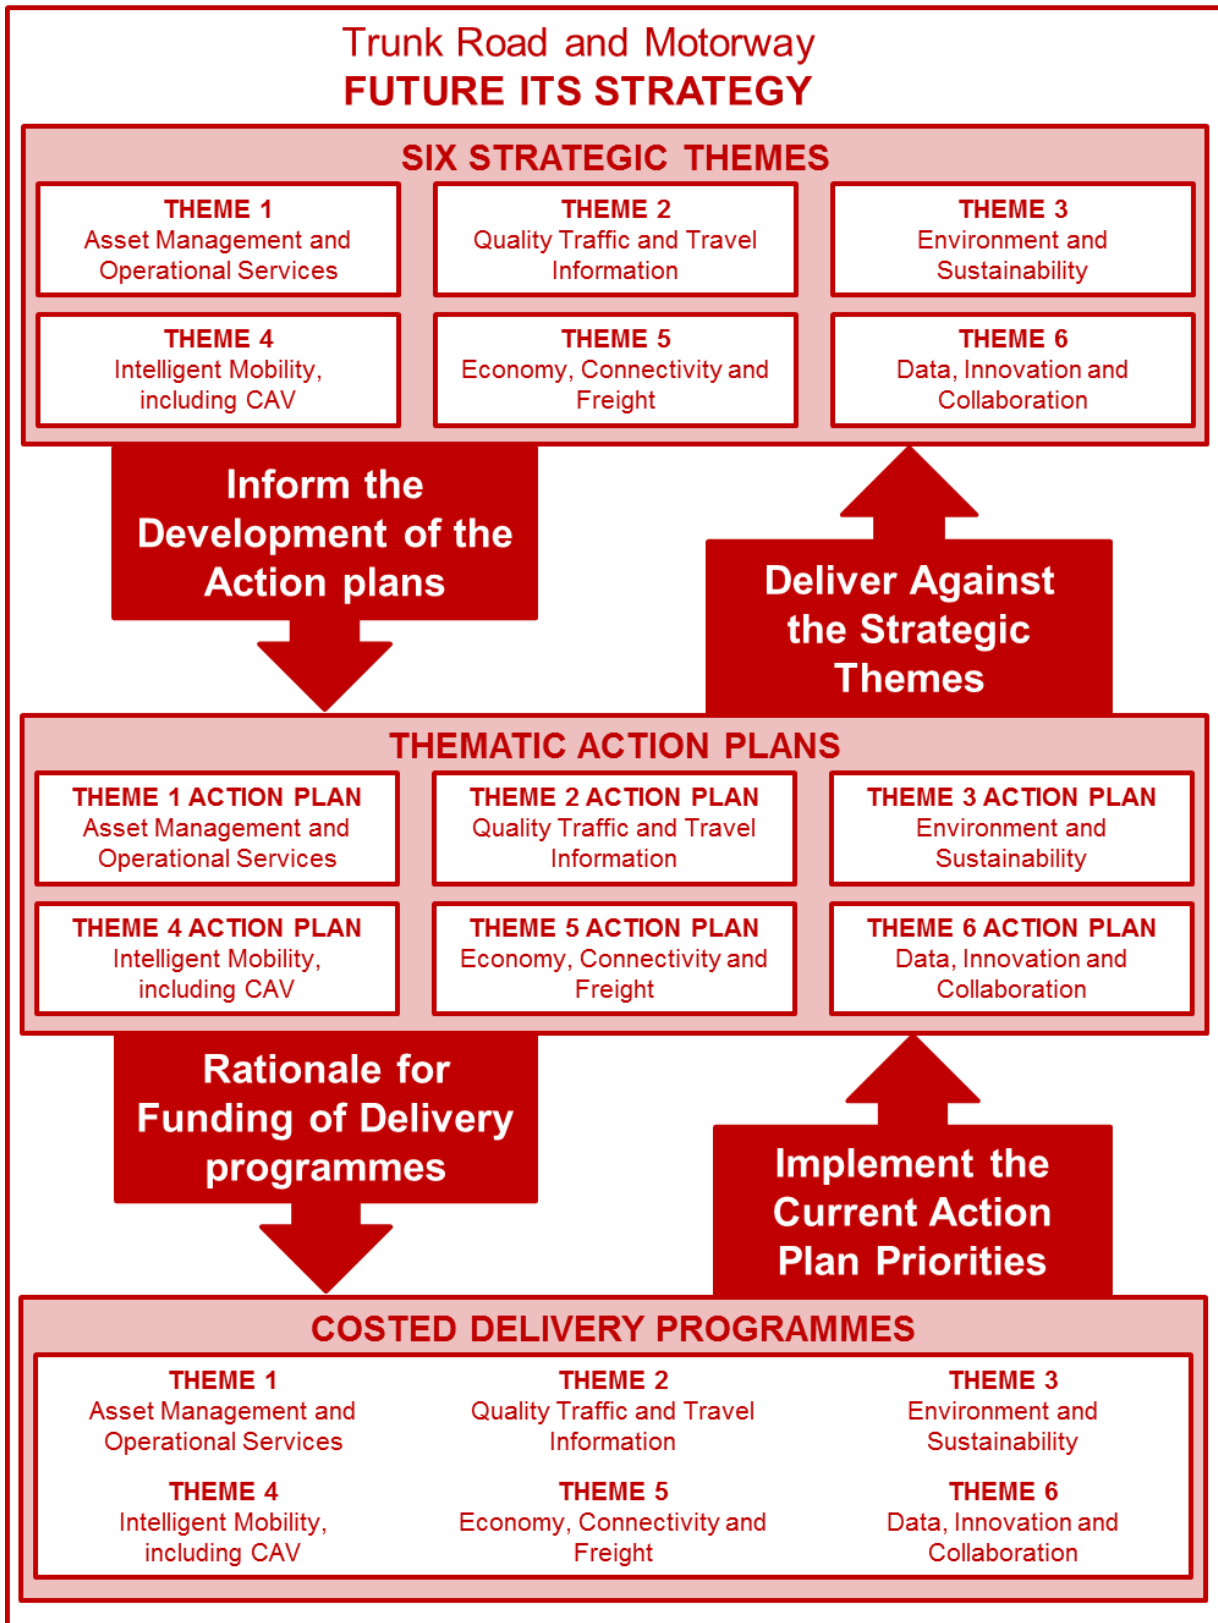 Trunk Road and Motorway
FUTURE ITS STRATEGY
SIX STRATEGIC THEMES
THEME 1
Asset Management and
Operational Services
THEME 2
Quality Traffic and Travel
Information
THEME 3
Environment and
Sustainability
THEME 4
Intelligent Mobility,
including CAV
THEME 5
Economy, Connectivity and
Freight
THEME 6
Data, Innovation and
Collaboration
Inform the
Development of the
Action plans
Deliver Against
the Strategic
Themes
THEMATIC ACTION PLANS
THEME 1 ACTION PLAN
Asset Management and
Operational Services
THEME 2 ACTION PLAN
Quality Traffic and Travel
Information
THEME 3 ACTION PLAN
Environment and
Sustainability
THEME 4 ACTION PLAN
Intelligent Mobility,
including CAV
THEME 5 ACTION PLAN
Economy, Connectivity and
Freight
THEME 6 ACTION PLAN
Data, Innovation and
Collaboration
Rationale for
Funding of Delivery
programmes
Implement the
Current Action
Plan Priorities
COSTED DELIVERY PROGRAMMES
THEME 1
Asset Management and
Operational Services
THEME 2
Quality Traffic and Travel
Information
THEME 3
Environment and
Sustainability
THEME 4
Intelligent Mobility,
including CAV
THEME 5
Economy, Connectivity and
Freight
THEME 6
Data, Innovation and
Collaboration